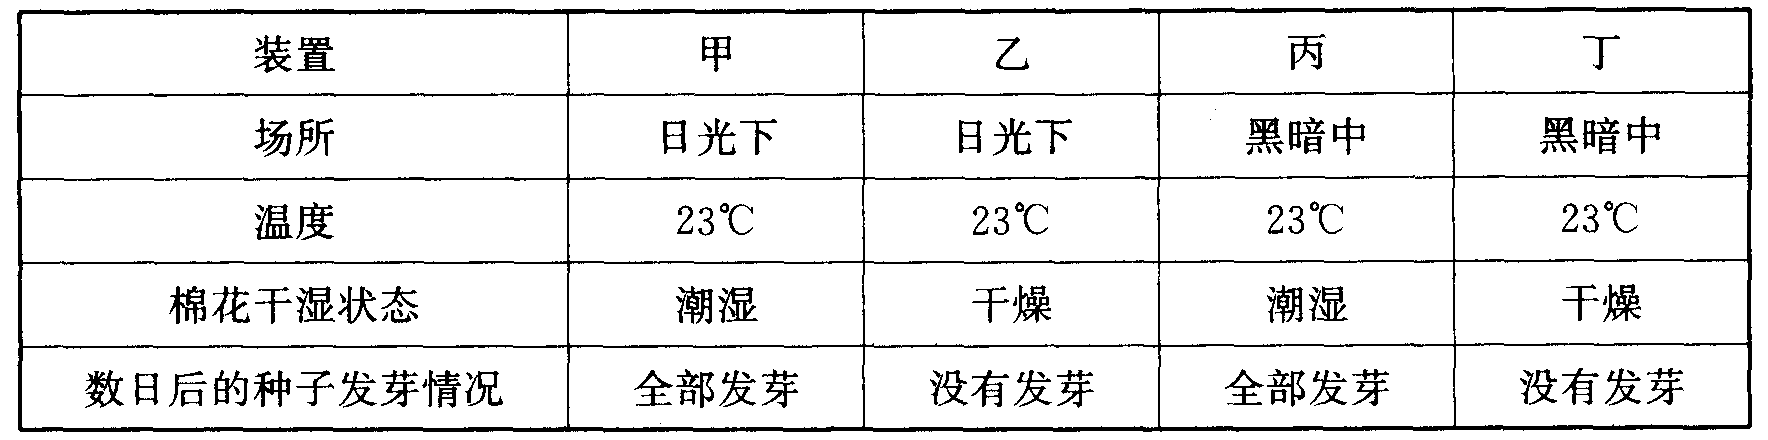 装置 甲 乙 丙 丁
场所 日光下 日光下 黑暗中 黑暗中
温度 23℃ 23℃ 23℃ 23℃
棉花干湿状态 潮湿 干燥 潮湿 干燥
数日后的种子发芽情况 全部发芽 没有发芽 全部发芽 没有发芽